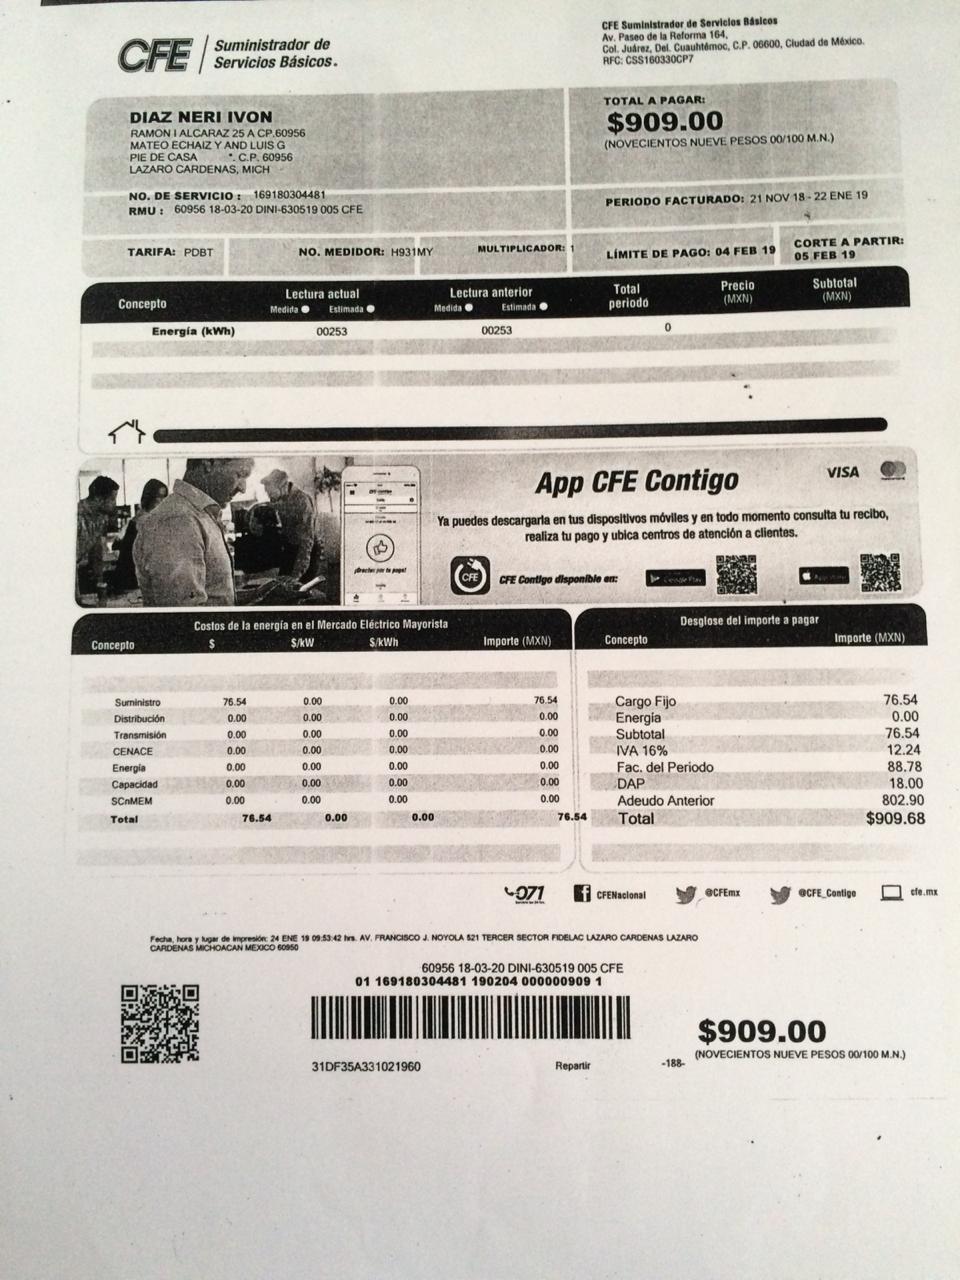 CFE Suministrador de
Servicios Básicos.
CFE Suministrador de Servicios Básicos
Av. Paseo de la Reforma 164,
Col. Juárez, Del. Cuauhtémoc, C.P. 06600, Ciudad de México.
RFC: CSS160330CP7
DIAZ NERI IVON
RAMON I ALCARAZ 25 A CP.60956
MATEO ECHAIZ Y AND LUIS G
PIE DE CASA *. C.P. 60956
LAZARO CARDENAS, MICH
NO. DE SERVICIO : 169180304481
RMU : 60956 18-03-20 DINI-630519 005 CFE
TOTAL A PAGAR:
$909.00
(NOVECIENTOS NUEVE PESOS 00/100 M.N.)
PERIODO FACTURADO: 21 NOV 18 - 22 ENE 19
TARIFA: PDBT NO. MEDIDOR: H931MY MULTIPLICADOR: 1
LÍMITE DE PAGO: 04 FEB 19
CORTE A PARTIR:
05 FEB 19
Concepto Lectura actual Lectura anterior Total periodo Precio (MXN) Subtotal (MXN)
Medida Estimada Medida Estimada
Energía (kWh) 00253 00253 0
App CFE Contigo
VISA
Ya puedes descargarla en tus dispositivos móviles y en todo momento consulta tu recibo,
realiza tu pago y ubica centros de atención a clientes.
CFE
CFE Contigo disponible en: Google Play App Store
Costos de la energía en el Mercado Eléctrico Mayorista
Concepto $ $/kW $/kWh Importe (MXN)
Suministro 76.54 0.00 0.00 76.54
Distribución 0.00 0.00 0.00 0.00
Transmisión 0.00 0.00 0.00 0.00
CENACE 0.00 0.00 0.00 0.00
Energía 0.00 0.00 0.00 0.00
Capacidad 0.00 0.00 0.00 0.00
SCnMEM 0.00 0.00 0.00 0.00
Total 76.54 0.00 0.00 76.54
Desglose del importe a pagar
Concepto Importe (MXN)
Cargo Fijo 76.54
Energía 0.00
Subtotal 76.54
IVA 16% 12.24
Fac. del Periodo 88.78
DAP 18.00
Adeudo Anterior 802.90
Total $909.68
071 CFENacional @CFEmx @CFE_Contigo cfe.mx
Fecha, hora y lugar de impresión: 24 ENE 19 09:53:42 hrs. AV. FRANCISCO J. NOYOLA 521 TERCER SECTOR FIDELAC LAZARO CARDENAS LAZARO
CARDENAS MICHOACAN MEXICO 60950
60956 18-03-20 DINI-630519 005 CFE
01 169180304481 190204 000000909 1
$909.00
(NOVECIENTOS NUEVE PESOS 00/100 M.N.)
31DF35A331021960 Repartir -188-